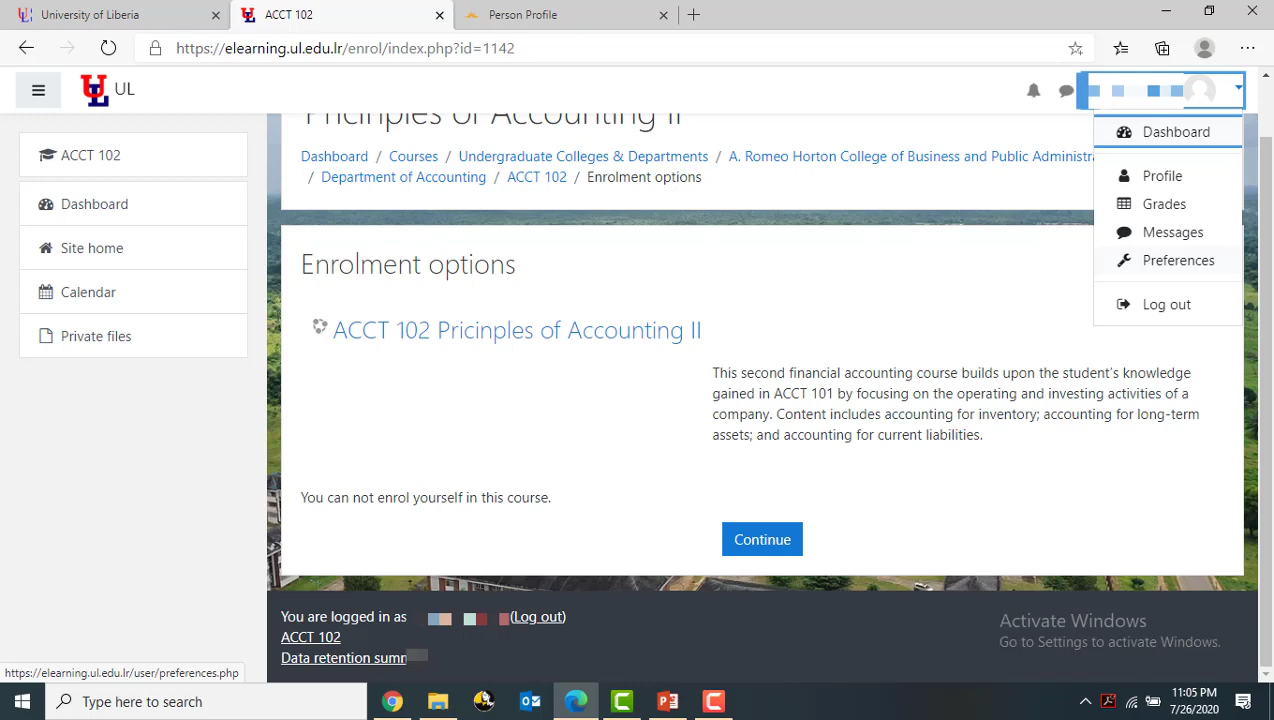 University of Liberia
ACCT 102
Person Profile
https://elearning.ul.edu.lr/enrol/index.php?id=1142
UL
UL
Pricinples of Accounting II
Dashboard / Courses / Undergraduate Colleges & Departments / A. Romeo Horton College of Business and Public Administra
/ Department of Accounting / ACCT 102 / Enrolment options
ACCT 102
Dashboard
Site home
Calendar
Private files
Dashboard
Profile
Grades
Messages
Preferences
Log out
Enrolment options
ACCT 102 Pricinples of Accounting II
This second financial accounting course builds upon the student's knowledge
gained in ACCT 101 by focusing on the operating and investing activities of a
company. Content includes accounting for inventory; accounting for long-term
assets; and accounting for current liabilities.
You can not enrol yourself in this course.
Continue
You are logged in as (Log out)
ACCT 102
Data retention summ
Activate Windows
Go to Settings to activate Windows.
https://elearning.ul.edu.lr/user/preferences.php
Type here to search
11:05 PM
7/26/2020